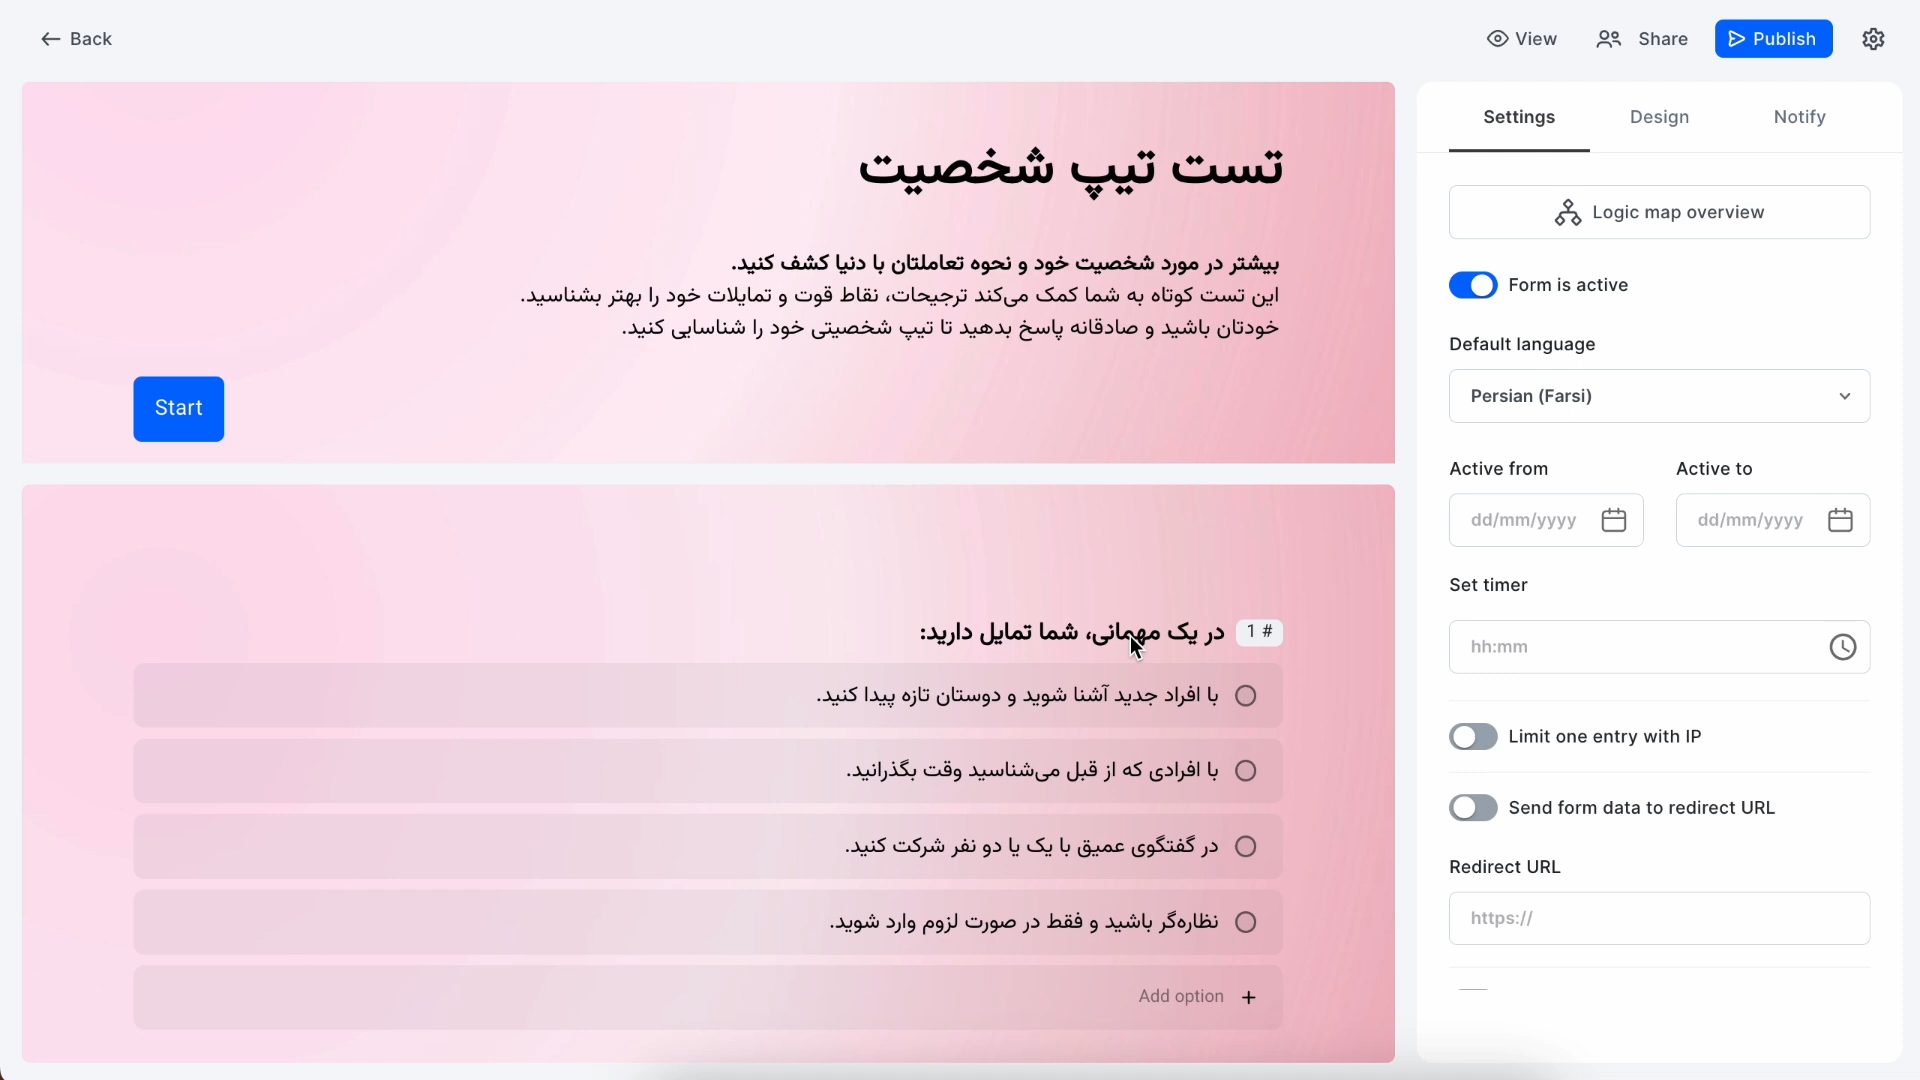 Back
View
Share
Publish
تست تیپ شخصیت
بیشتر در مورد شخصیت خود و نحوه تعاملتان با دنیا کشف کنید.
این تست کوتاه به شما کمک می‌کند ترجیحات، نقاط قوت و تمایلات خود را بهتر بشناسید.
خودتان باشید و صادقانه پاسخ بدهید تا تیپ شخصیتی خود را شناسایی کنید.
Start
# 1 در یک مهمانی، شما تمایل دارید:
با افراد جدید آشنا شوید و دوستان تازه پیدا کنید.
با افرادی که از قبل می‌شناسید وقت بگذرانید.
در گفتگوی عمیق با یک یا دو نفر شرکت کنید.
نظاره‌گر باشید و فقط در صورت لزوم وارد شوید.
Add option +
Settings
Design
Notify
Logic map overview
Form is active
Default language
Persian (Farsi)
Active from
Active to
dd/mm/yyyy
dd/mm/yyyy
Set timer
hh:mm
Limit one entry with IP
Send form data to redirect URL
Redirect URL
https://